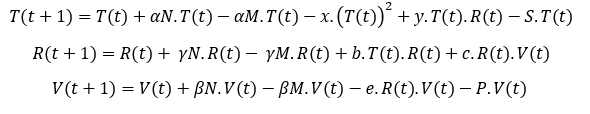 T(t + 1) = T(t) + αN.T(t) − αM.T(t) − x.(T(t))² + y.T(t).R(t) − S.T(t)
R(t + 1) = R(t) + γN.R(t) − γM.R(t) + b.T(t).R(t) + c.R(t).V(t)
V(t + 1) = V(t) + βN.V(t) − βM.V(t) − e.R(t).V(t) − P.V(t)